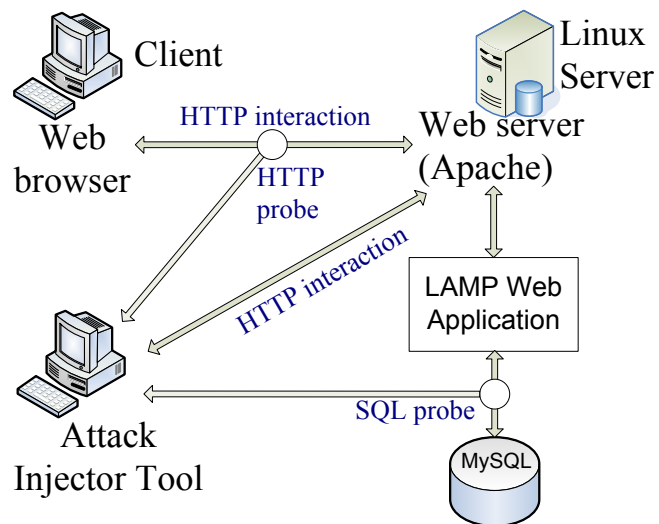 Client
Linux
Server
Web
browser
HTTP interaction
Web server
(Apache)
HTTP
probe
HTTP interaction
LAMP Web
Application
SQL probe
Attack
Injector Tool
MySQL